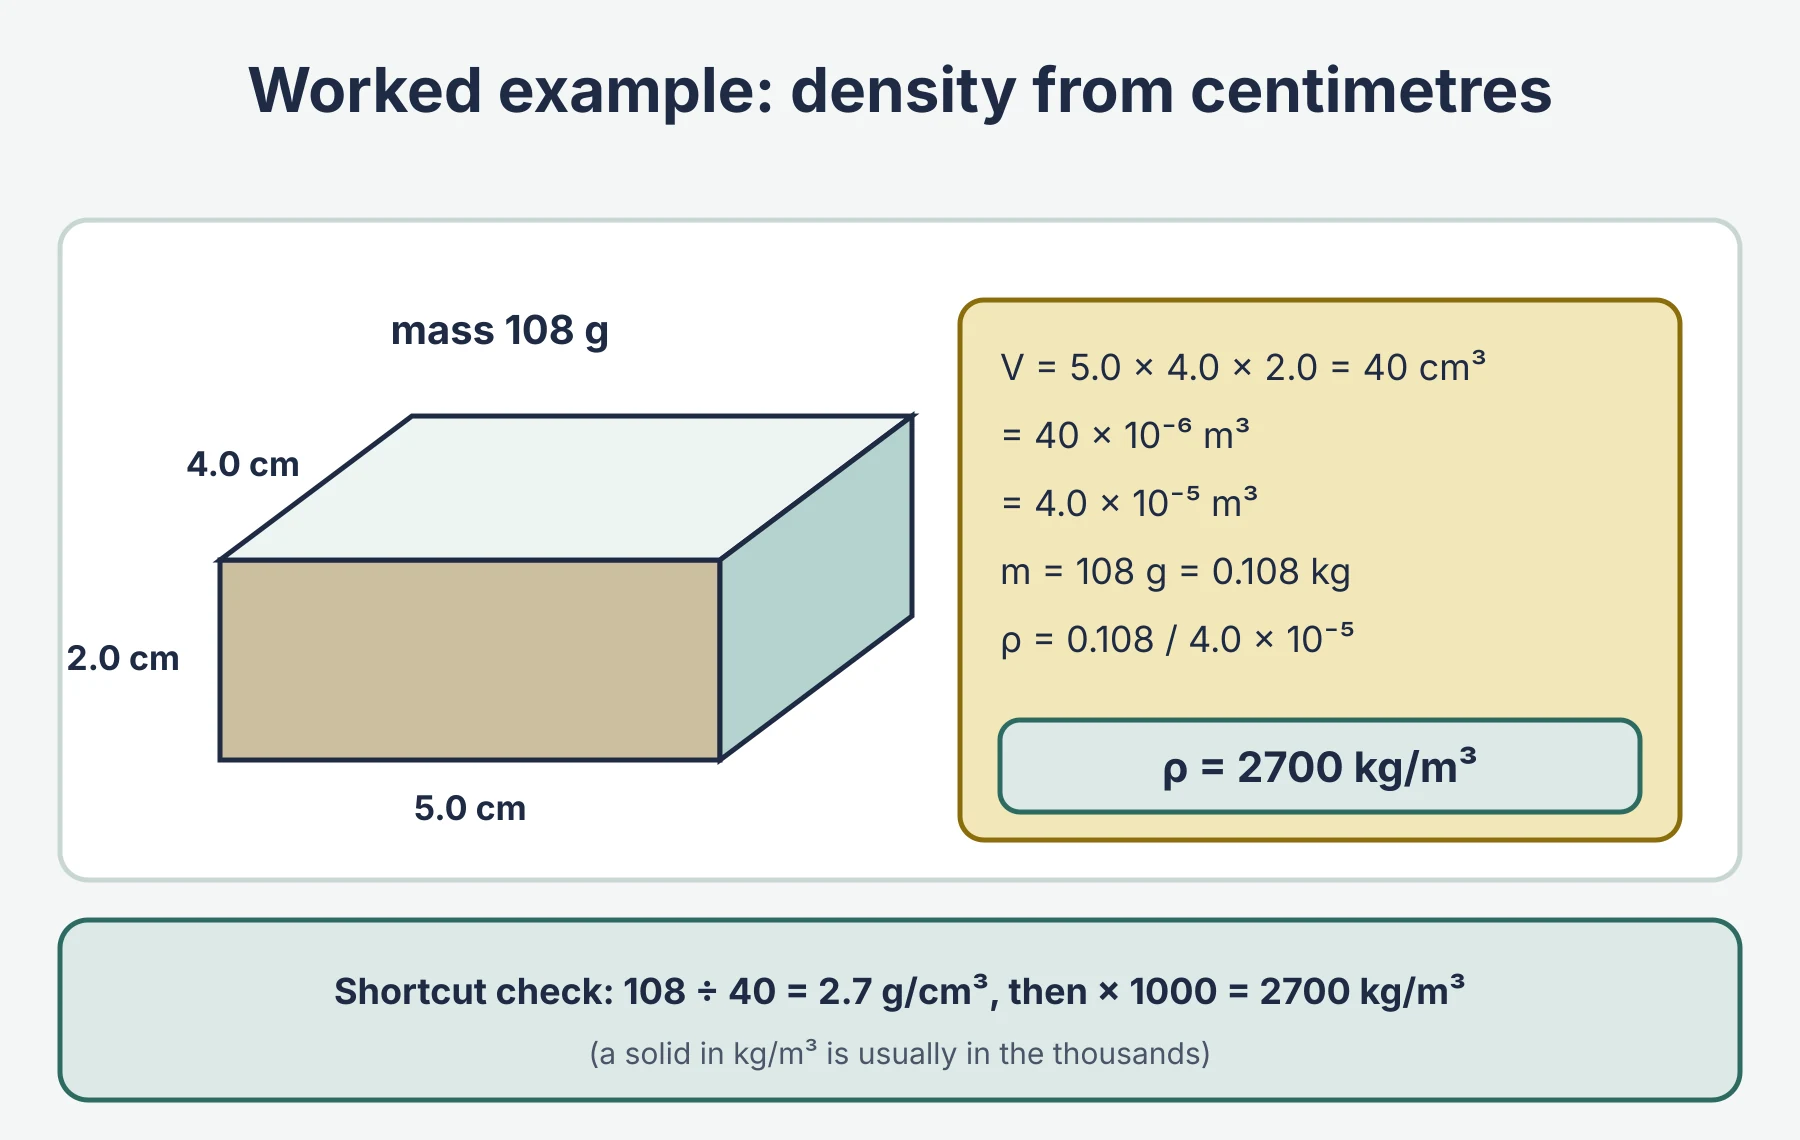 Worked example: density from centimetres
mass 108 g
4.0 cm
2.0 cm
5.0 cm
V = 5.0 × 4.0 × 2.0 = 40 cm³
= 40 × 10⁻⁶ m³
= 4.0 × 10⁻⁵ m³
m = 108 g = 0.108 kg
ρ = 0.108 / 4.0 × 10⁻⁵
ρ = 2700 kg/m³
Shortcut check: 108 ÷ 40 = 2.7 g/cm³, then × 1000 = 2700 kg/m³
(a solid in kg/m³ is usually in the thousands)